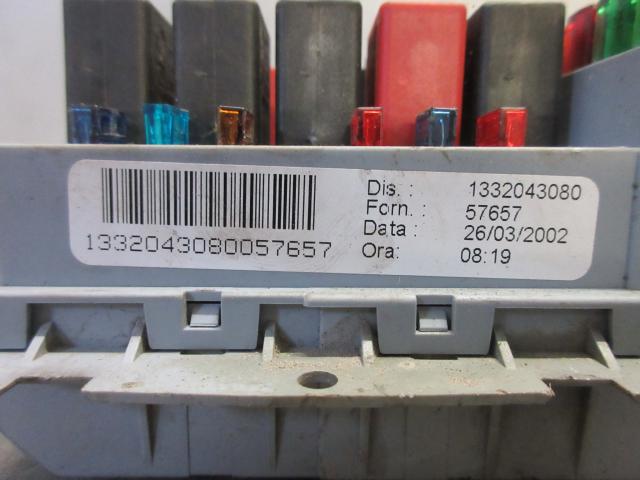 Dis. : 1332043080
Forn. : 57657
Data : 26/03/2002
Ora: 08:19
1332043080057657